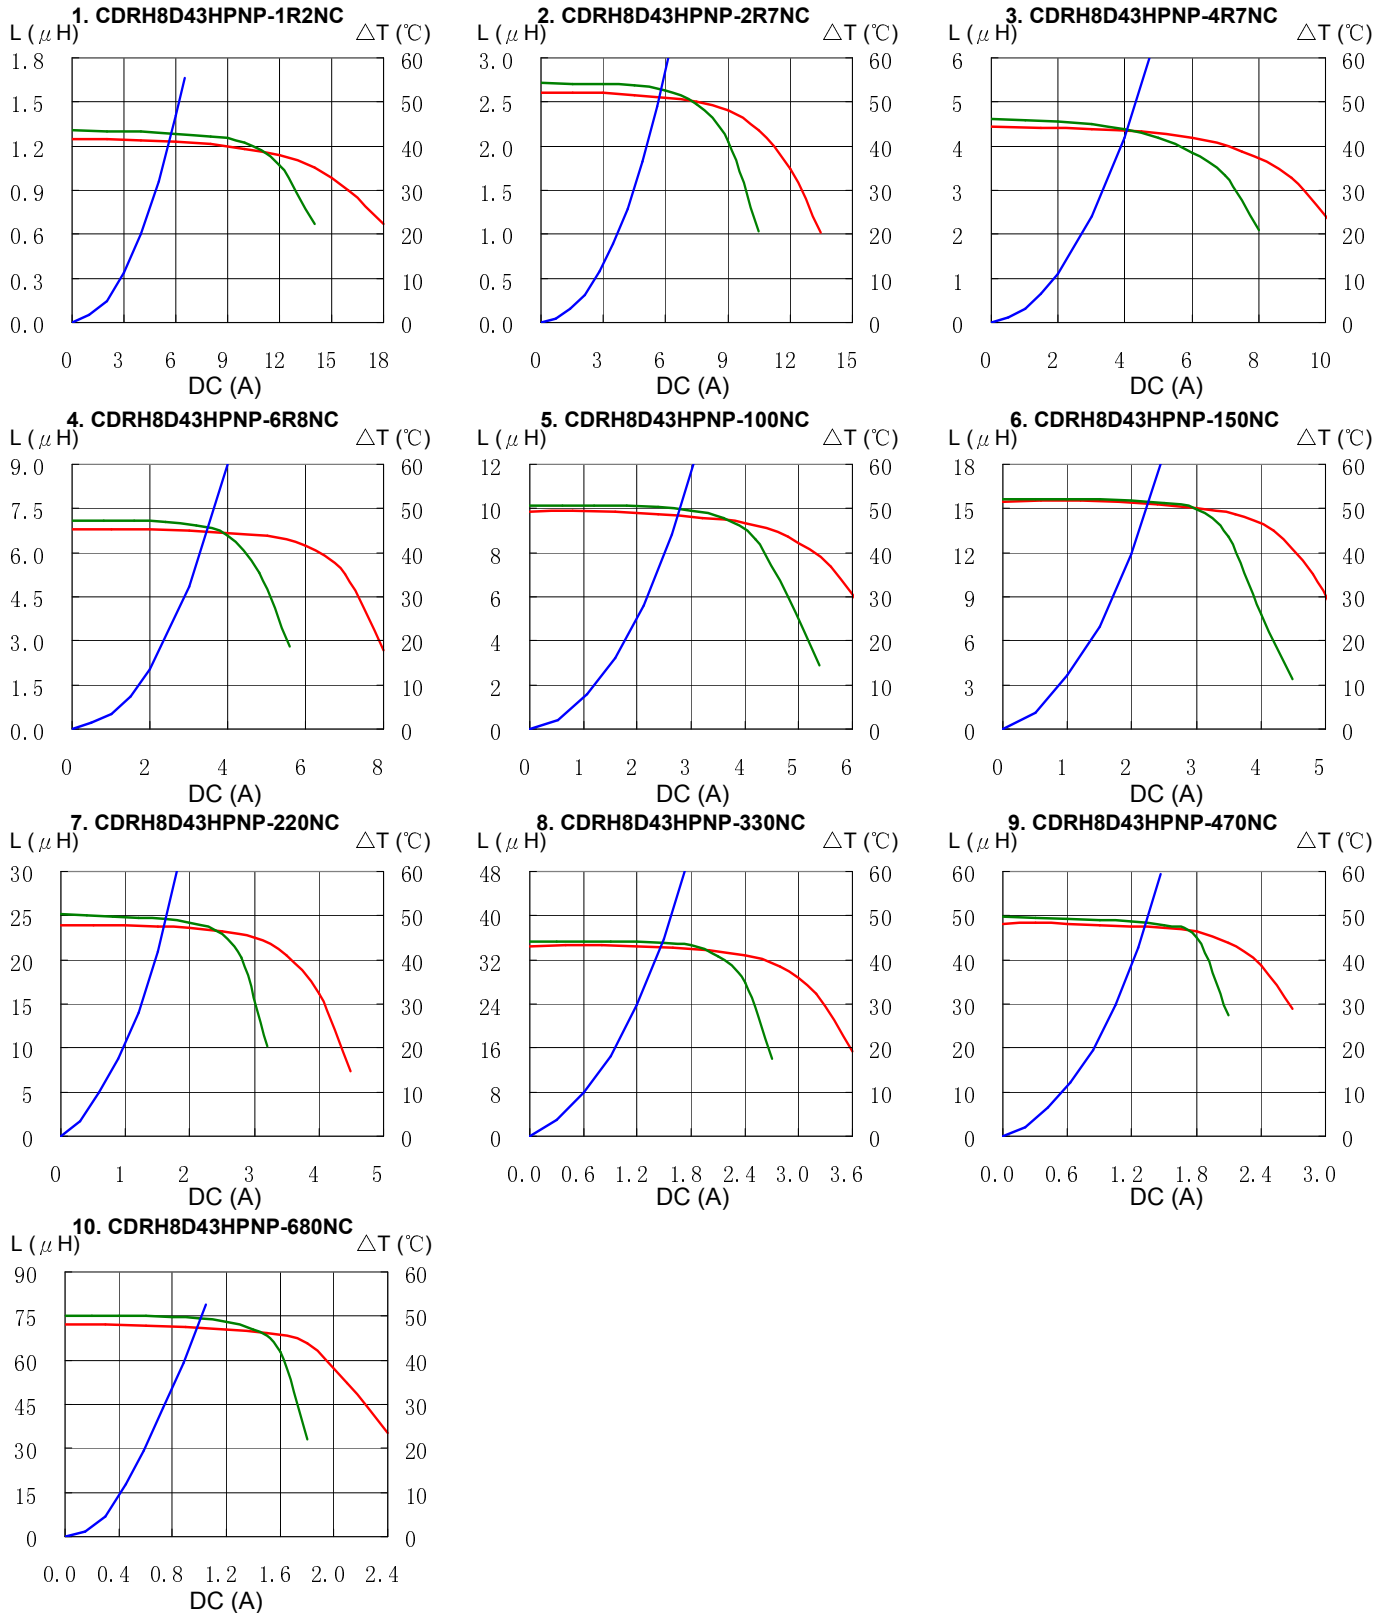 1. CDRH8D43HPNP-1R2NC
L (μH) △T (℃)
1.8 60
1.5 50
1.2 40
0.9 30
0.6 20
0.3 10
0.0 0
0 3 6 9 12 15 18
DC (A)
2. CDRH8D43HPNP-2R7NC
L (μH) △T (℃)
3.0 60
2.5 50
2.0 40
1.5 30
1.0 20
0.5 10
0.0 0
0 3 6 9 12 15
DC (A)
3. CDRH8D43HPNP-4R7NC
L (μH) △T (℃)
6 60
5 50
4 40
3 30
2 20
1 10
0 0
0 2 4 6 8 10
DC (A)
4. CDRH8D43HPNP-6R8NC
L (μH) △T (℃)
9.0 60
7.5 50
6.0 40
4.5 30
3.0 20
1.5 10
0.0 0
0 2 4 6 8
DC (A)
5. CDRH8D43HPNP-100NC
L (μH) △T (℃)
12 60
10 50
8 40
6 30
4 20
2 10
0 0
0 1 2 3 4 5 6
DC (A)
6. CDRH8D43HPNP-150NC
L (μH) △T (℃)
18 60
15 50
12 40
9 30
6 20
3 10
0 0
0 1 2 3 4 5
DC (A)
7. CDRH8D43HPNP-220NC
L (μH) △T (℃)
30 60
25 50
20 40
15 30
10 20
5 10
0 0
0 1 2 3 4 5
DC (A)
8. CDRH8D43HPNP-330NC
L (μH) △T (℃)
48 60
40 50
32 40
24 30
16 20
8 10
0 0
0.0 0.6 1.2 1.8 2.4 3.0 3.6
DC (A)
9. CDRH8D43HPNP-470NC
L (μH) △T (℃)
60 60
50 50
40 40
30 30
20 20
10 10
0 0
0.0 0.6 1.2 1.8 2.4 3.0
DC (A)
10. CDRH8D43HPNP-680NC
L (μH) △T (℃)
90 60
75 50
60 40
45 30
30 20
15 10
0 0
0.0 0.4 0.8 1.2 1.6 2.0 2.4
DC (A)